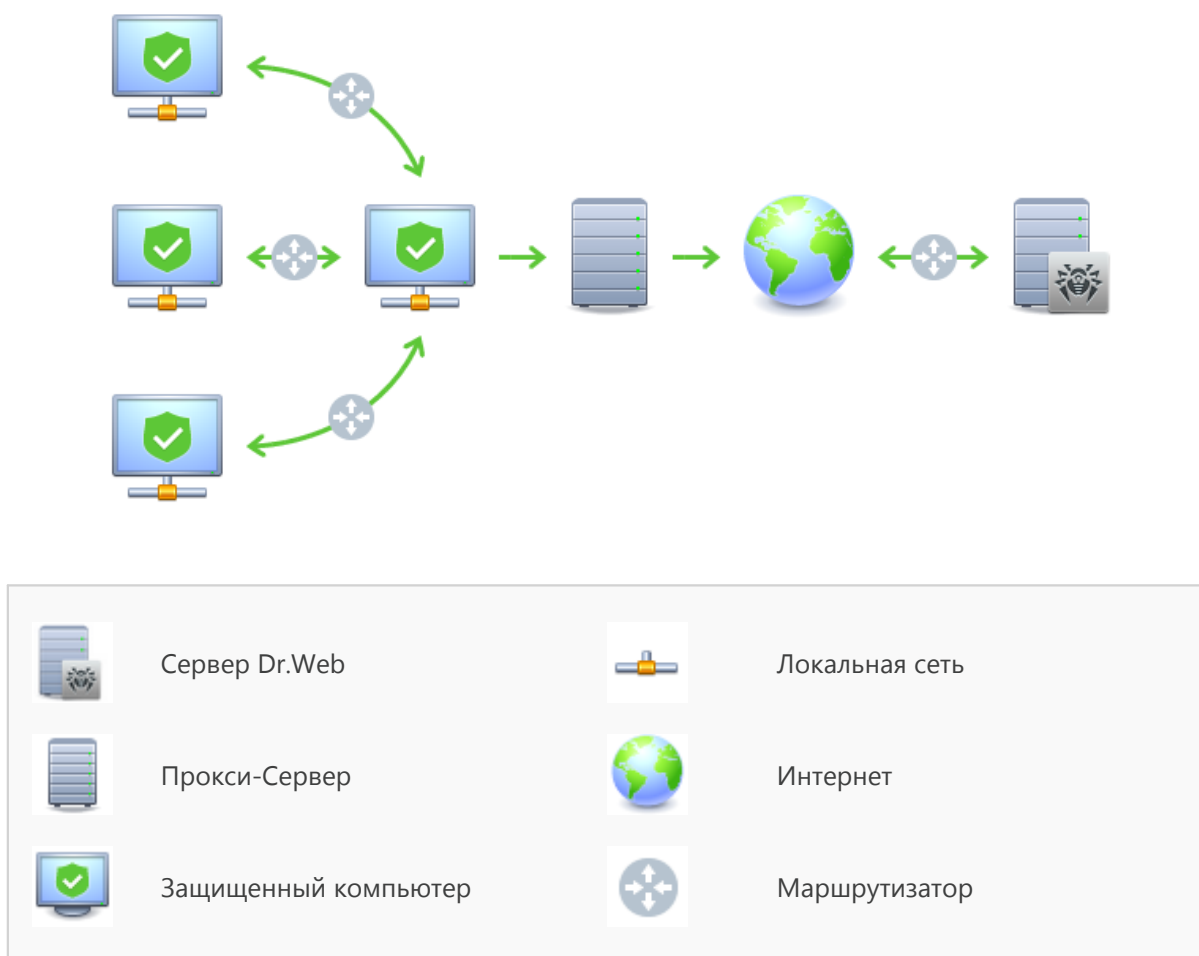 Сервер Dr.Web
Локальная сеть
Прокси-Сервер
Интернет
Защищенный компьютер
Маршрутизатор